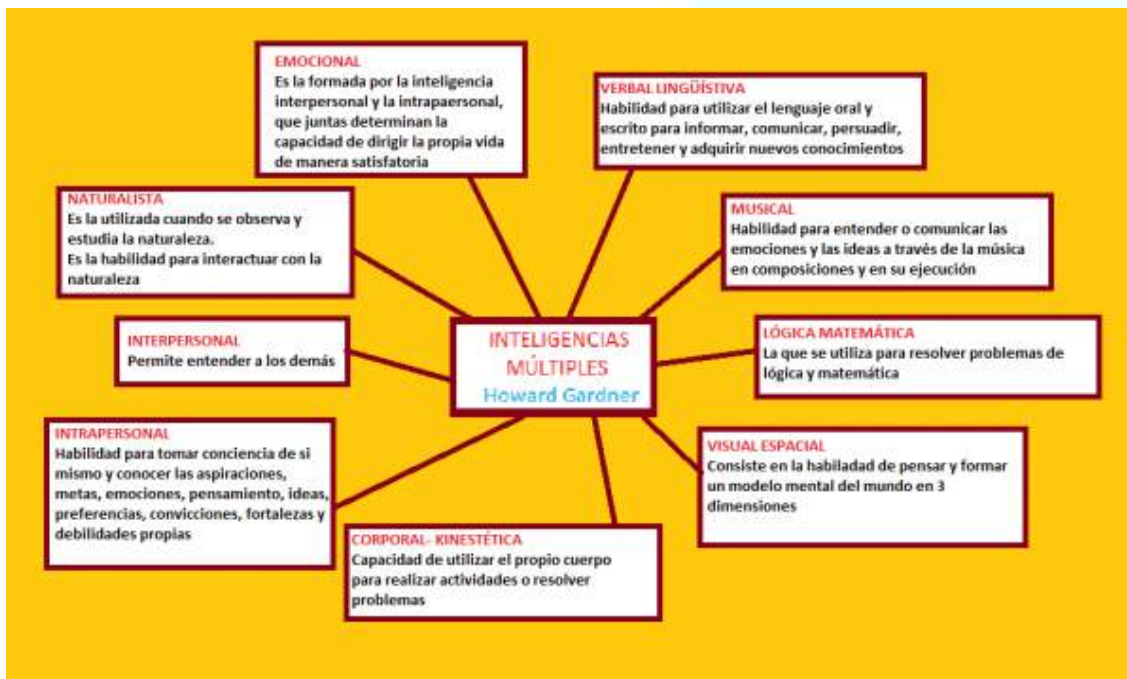 EMOCIONAL
Es la formada por la inteligencia
interpersonal y la intrapaersonal,
que juntas determinan la
capacidad de dirigir la propia vida
de manera satisfatoria
VERBAL LINGÜÍSTIVA
Habilidad para utilizar el lenguaje oral y
escrito para informar, comunicar, persuadir,
entretener y adquirir nuevos conocimientos
NATURALISTA
Es la utilizada cuando se observa y
estudia la naturaleza.
Es la habilidad para interactuar con la
naturaleza
MUSICAL
Habilidad para entender o comunicar las
emociones y las ideas a través de la música
en composiciones y en su ejecución
INTERPERSONAL
Permite entender a los demás
INTELIGENCIAS
MÚLTIPLES
Howard Gardner
LÓGICA MATEMÁTICA
La que se utiliza para resolver problemas de
lógica y matemática
INTRAPERSONAL
Habilidad para tomar conciencia de si
mismo y conocer las aspiraciones,
metas, emociones, pensamiento, ideas,
preferencias, convicciones, fortalezas y
debilidades propias
VISUAL ESPACIAL
Consiste en la habiladad de pensar y formar
un modelo mental del mundo en 3
dimensiones
CORPORAL- KINESTÉTICA
Capacidad de utilizar el propio cuerpo
para realizar actividades o resolver
problemas